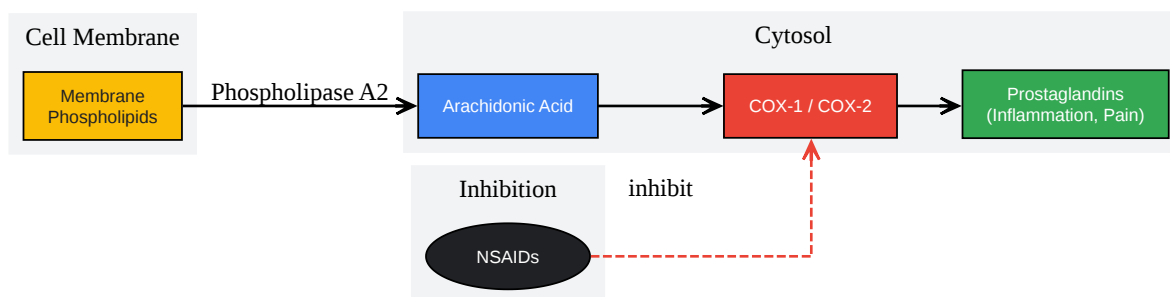 Cell Membrane
Membrane
Phospholipids
Phospholipase A2
Cytosol
Arachidonic Acid
COX-1 / COX-2
Prostaglandins
(Inflammation, Pain)
Inhibition
NSAIDs
inhibit